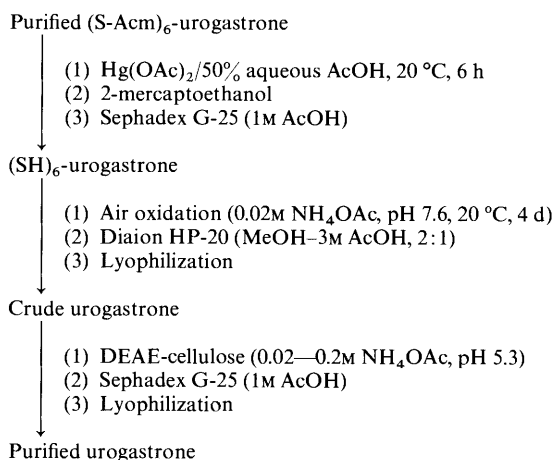 Purified (S-Acm)₆-urogastrone
(1) Hg(OAc)₂/50% aqueous AcOH, 20 °C, 6 h
(2) 2-mercaptoethanol
(3) Sephadex G-25 (1M AcOH)
(SH)₆-urogastrone
(1) Air oxidation (0.02M NH₄OAc, pH 7.6, 20 °C, 4 d)
(2) Diaion HP-20 (MeOH–3M AcOH, 2:1)
(3) Lyophilization
Crude urogastrone
(1) DEAE-cellulose (0.02—0.2M NH₄OAc, pH 5.3)
(2) Sephadex G-25 (1M AcOH)
(3) Lyophilization
Purified urogastrone